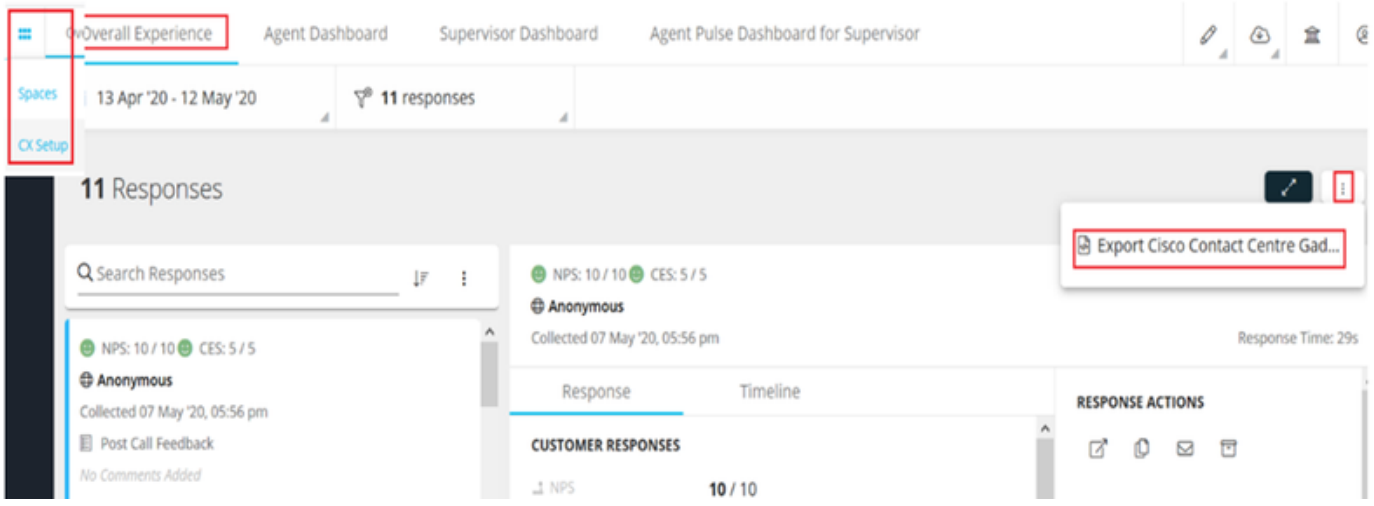 Overall Experience
Agent Dashboard
Supervisor Dashboard
Agent Pulse Dashboard for Supervisor
Spaces
13 Apr '20 - 12 May '20
11 responses
CX Setup
11 Responses
Export Cisco Contact Centre Gad...
Search Responses
NPS: 10 / 10 CES: 5 / 5
Anonymous
Collected 07 May '20, 05:56 pm
Post Call Feedback
No Comments Added
NPS: 10 / 10 CES: 5 / 5
Anonymous
Collected 07 May '20, 05:56 pm
Response Time: 29s
Response
Timeline
CUSTOMER RESPONSES
NPS
10 / 10
RESPONSE ACTIONS